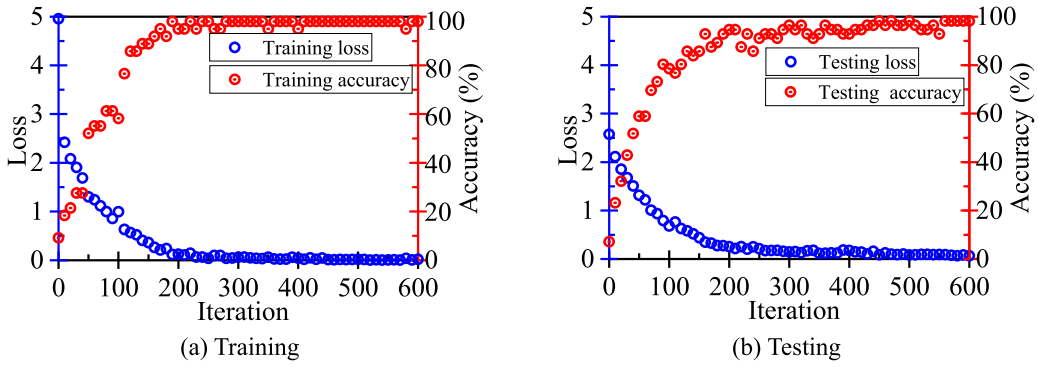 5
4
3
2
1
0
Loss
Training loss
Training accuracy
100
80
60
40
20
0
Accuracy (%)
0 100 200 300 400 500 600
Iteration
(a) Training
5
4
3
2
1
0
Loss
Testing loss
Testing accuracy
100
80
60
40
20
0
Accuracy (%)
0 100 200 300 400 500 600
Iteration
(b) Testing